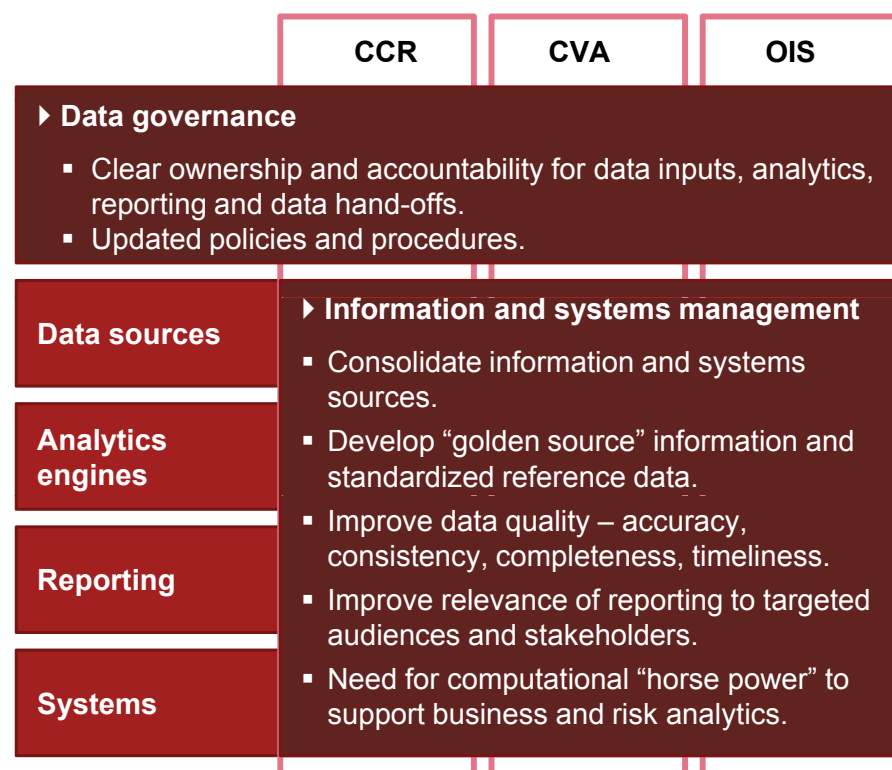 CCR CVA OIS
Data governance
▪ Clear ownership and accountability for data inputs, analytics,
reporting and data hand-offs.
▪ Updated policies and procedures.
Data sources
Analytics
engines
Reporting
Systems
Information and systems management
▪ Consolidate information and systems
sources.
▪ Develop “golden source” information and
standardized reference data.
▪ Improve data quality – accuracy,
consistency, completeness, timeliness.
▪ Improve relevance of reporting to targeted
audiences and stakeholders.
▪ Need for computational “horse power” to
support business and risk analytics.